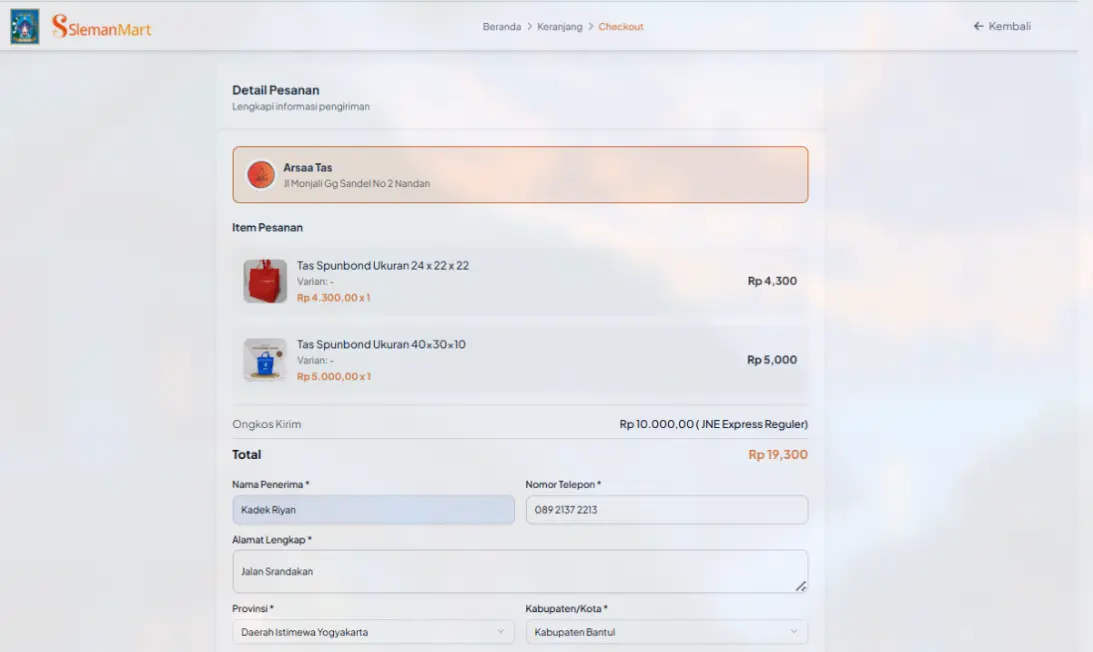 SlemanMart
Beranda > Keranjang > Checkout
← Kembali
Detail Pesanan
Lengkapi informasi pengiriman
Arsaa Tas
Jl Monjali Gg Sandel No 2 Nandan
Item Pesanan
Tas Spunbond Ukuran 24 x 22 x 22
Varian: -
Rp 4.300,00 x 1
Rp 4,300
Tas Spunbond Ukuran 40×30×10
Varian: -
Rp 5.000,00 x 1
Rp 5,000
Ongkos Kirim
Rp 10.000,00 ( JNE Express Reguler)
Total
Rp 19,300
Nama Penerima *
Nomor Telepon *
Kadek Riyan
089 2137 2213
Alamat Lengkap *
Jalan Srandakan
Provinsi *
Kabupaten/Kota *
Daerah Istimewa Yogyakarta
Kabupaten Bantul